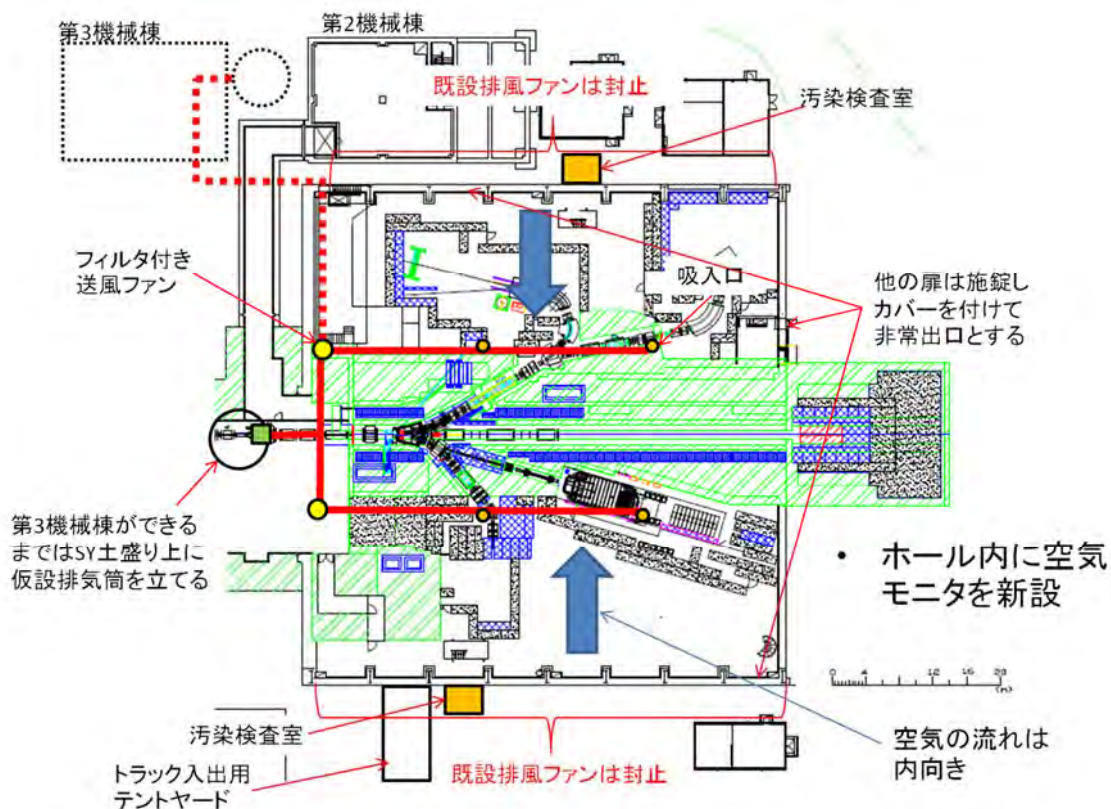 第3機械棟
第2機械棟
既設排風ファンは封止
汚染検査室
フィルタ付き
送風ファン
吸入口
他の扉は施錠し
カバーを付けて
非常出口とする
第3機械棟ができる
まではSY土盛り上に
仮設排気筒を立てる
• ホール内に空気
モニタを新設
0 4 8 12 16 20
(m)
汚染検査室
トラック入出用
テントヤード
既設排風ファンは封止
空気の流れは
内向き